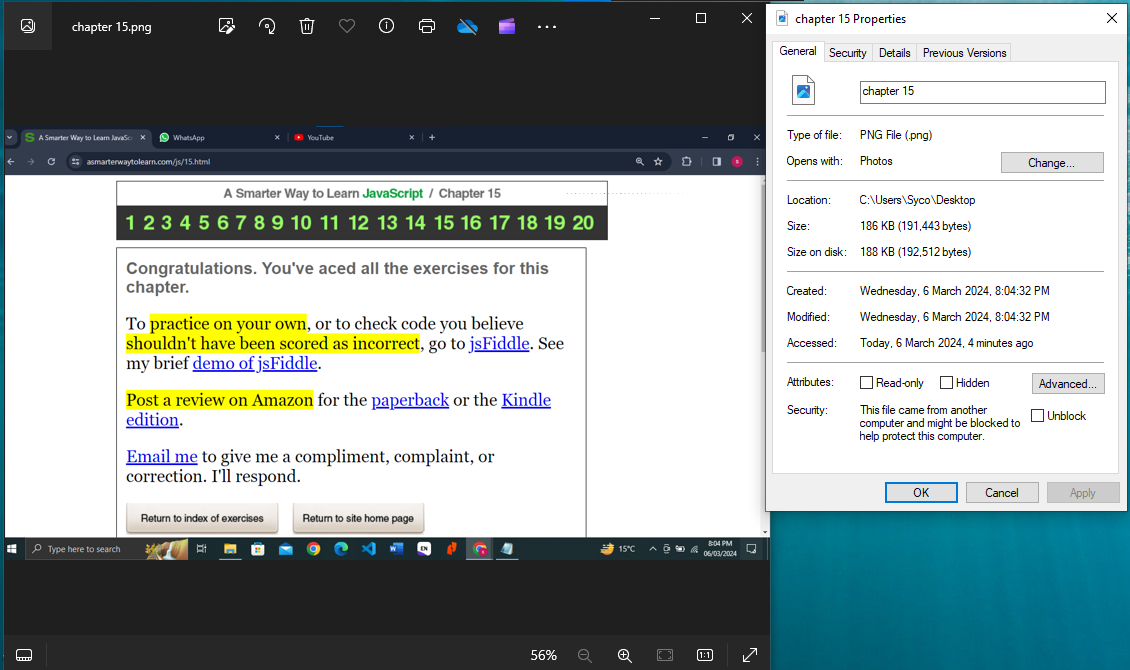 chapter 15.png
A Smarter Way to Learn JavaSc
WhatsApp
YouTube
asmarterwaytolearn.com/js/15.html
A Smarter Way to Learn JavaScript / Chapter 15
1 2 3 4 5 6 7 8 9 10 11 12 13 14 15 16 17 18 19 20
Congratulations. You've aced all the exercises for this
chapter.
To practice on your own, or to check code you believe
shouldn't have been scored as incorrect, go to jsFiddle. See
my brief demo of jsFiddle.
Post a review on Amazon for the paperback or the Kindle
edition.
Email me to give me a compliment, complaint, or
correction. I'll respond.
Return to index of exercises
Return to site home page
Type here to search
EN
15°C
8:04 PM
06/03/2024
56%
1:1
chapter 15 Properties
General
Security
Details
Previous Versions
chapter 15
Type of file: PNG File (.png)
Opens with: Photos
Change...
Location: C:\Users\Syco\Desktop
Size: 186 KB (191,443 bytes)
Size on disk: 188 KB (192,512 bytes)
Created: Wednesday, 6 March 2024, 8:04:32 PM
Modified: Wednesday, 6 March 2024, 8:04:32 PM
Accessed: Today, 6 March 2024, 4 minutes ago
Attributes: Read-only Hidden Advanced...
Security: This file came from another
computer and might be blocked to
help protect this computer.
Unblock
OK
Cancel
Apply